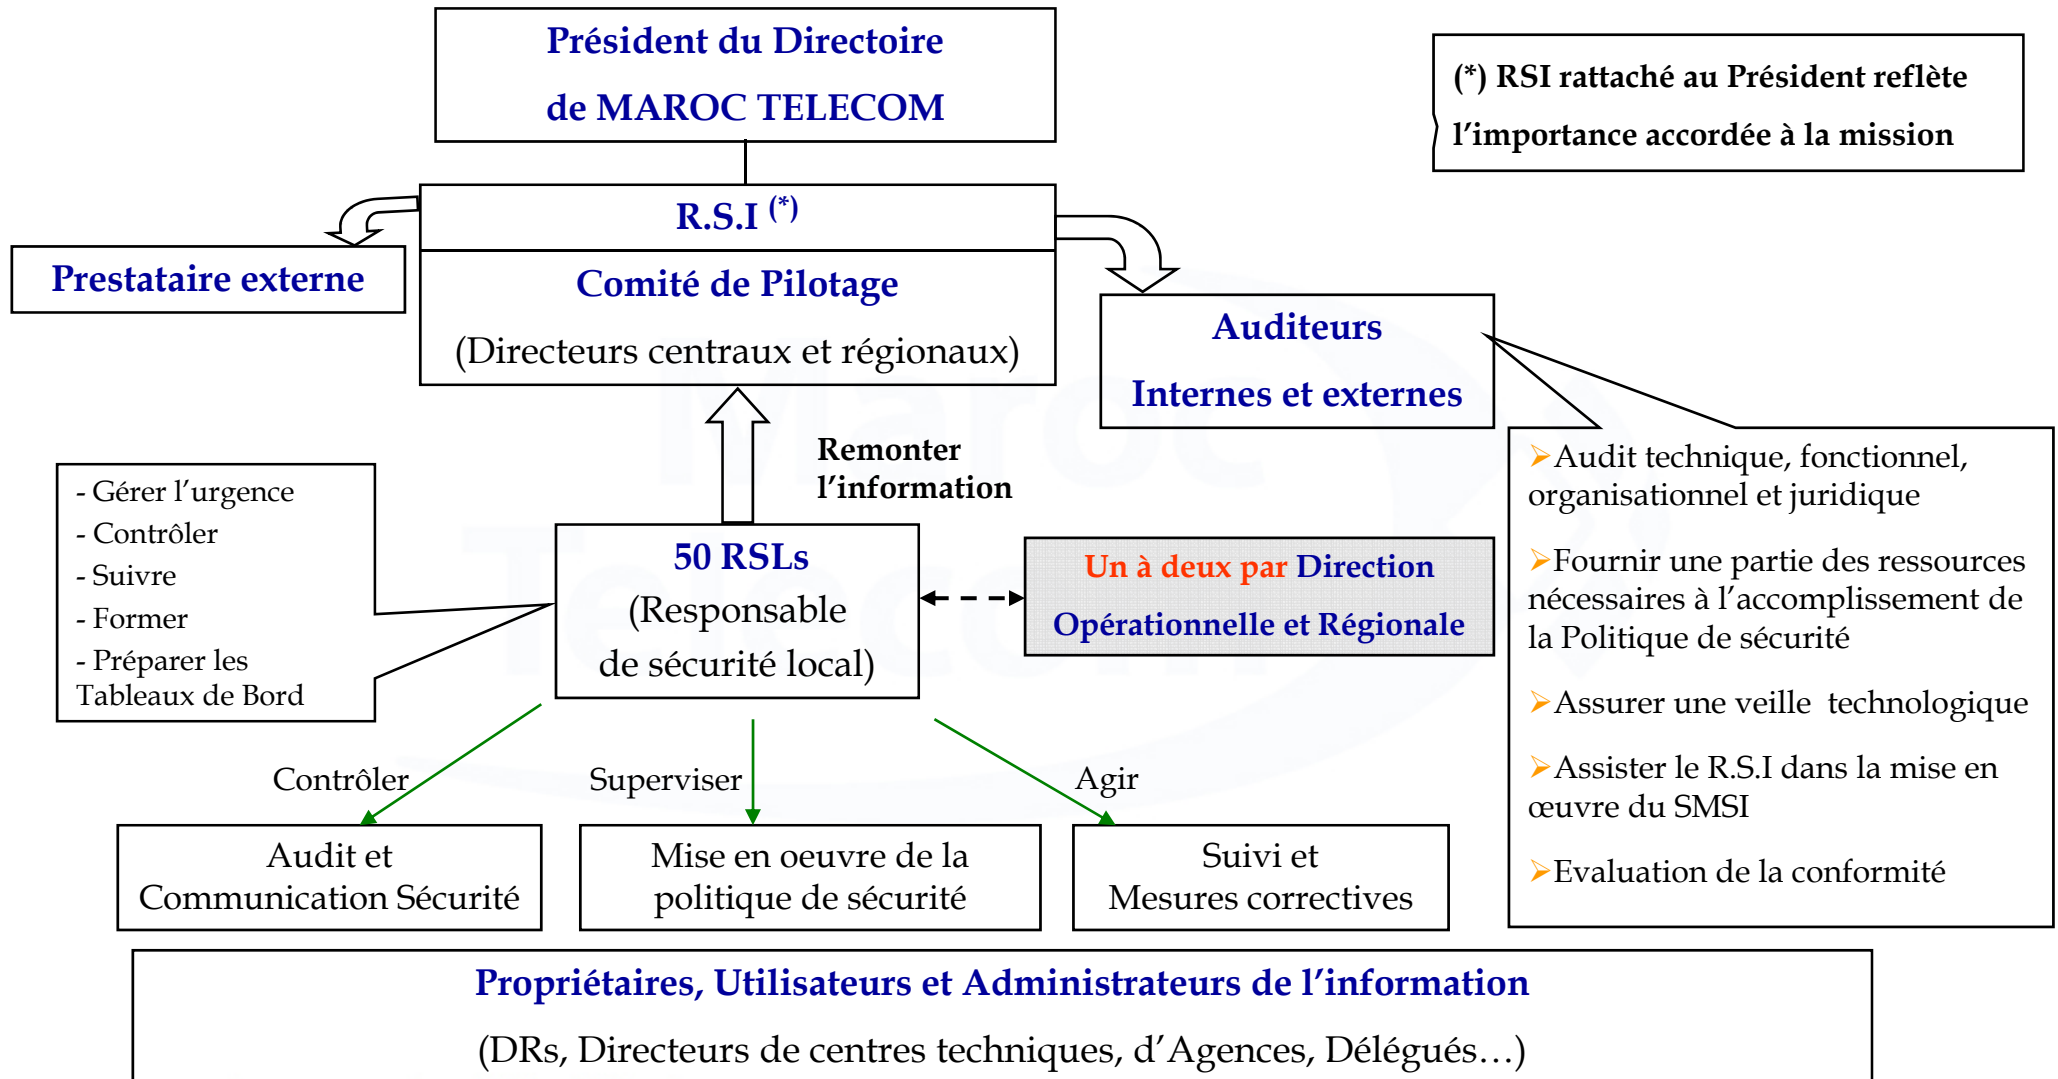 Président du Directoire
de MAROC TELECOM
(*) RSI rattaché au Président reflète
l’importance accordée à la mission
R.S.I (*)
Prestataire externe
Comité de Pilotage
(Directeurs centraux et régionaux)
Auditeurs
Internes et externes
Remonter
l’information
- Gérer l’urgence
- Contrôler
- Suivre
- Former
- Préparer les
Tableaux de Bord
50 RSLs
(Responsable
de sécurité local)
Un à deux par Direction
Opérationnelle et Régionale
➢Audit technique, fonctionnel,
organisationnel et juridique
➢Fournir une partie des ressources
nécessaires à l’accomplissement de
la Politique de sécurité
➢Assurer une veille  technologique
➢Assister le R.S.I dans la mise en
œuvre du SMSI
➢Evaluation de la conformité
Contrôler
Superviser
Agir
Audit et
Communication Sécurité
Mise en oeuvre de la
politique de sécurité
Suivi et
Mesures correctives
Propriétaires, Utilisateurs et Administrateurs de l’information
(DRs, Directeurs de centres techniques, d’Agences, Délégués…)
Maroc
Telecom